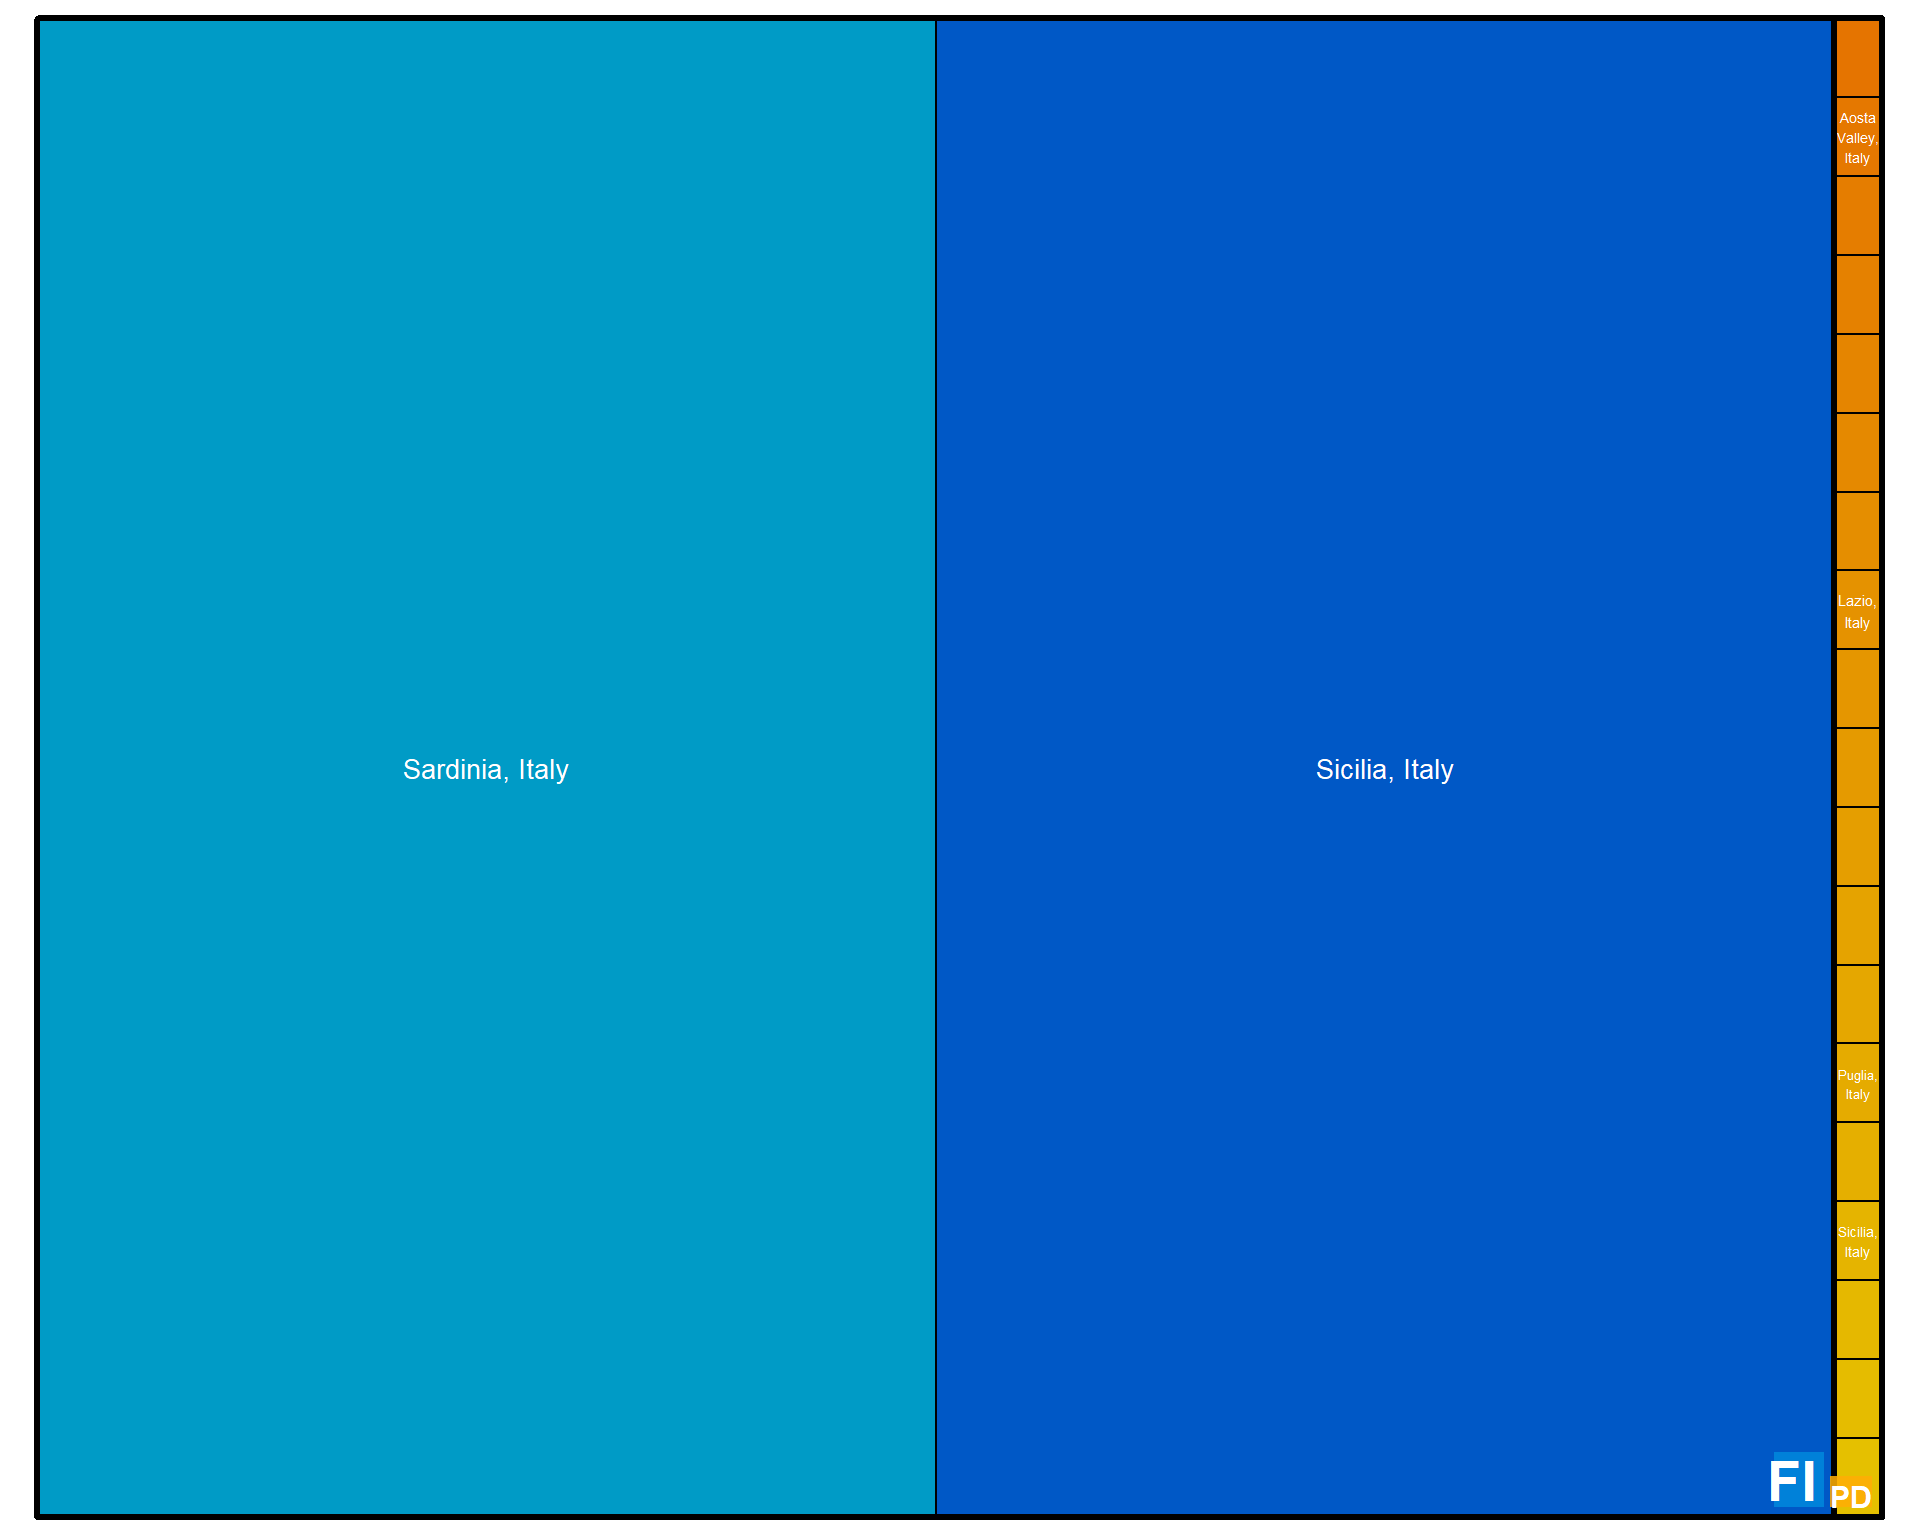 Aosta
Valley,
Italy
Lazio,
Italy
Sardinia, Italy
Sicilia, Italy
Puglia,
Italy
Sicilia,
Italy
FI
PD